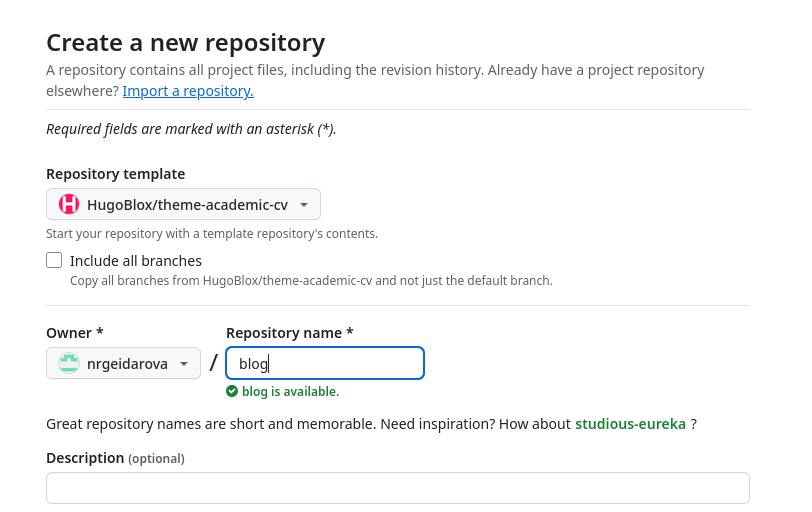 Create a new repository
A repository contains all project files, including the revision history. Already have a project repository
elsewhere? Import a repository.
Required fields are marked with an asterisk (*).
Repository template
HugoBlox/theme-academic-cv
Start your repository with a template repository's contents.
Include all branches
Copy all branches from HugoBlox/theme-academic-cv and not just the default branch.
Owner * Repository name *
nrgeidarova / blog
blog is available.
Great repository names are short and memorable. Need inspiration? How about studious-eureka ?
Description (optional)